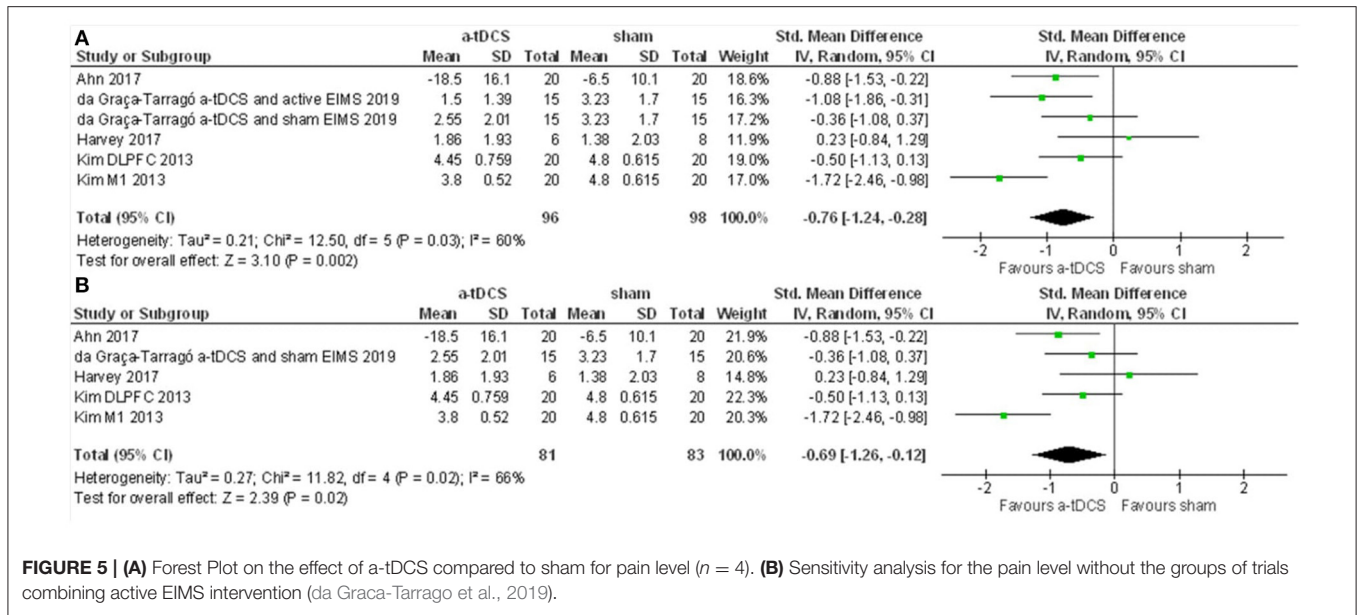 A a-tDCS sham Std. Mean Difference Std. Mean Difference
Study or Subgroup Mean SD Total Mean SD Total Weight IV, Random, 95% CI IV, Random, 95% CI
Ahn 2017 -18.5 16.1 20 -6.5 10.1 20 18.6% -0.88 [-1.53, -0.22]
da Graça-Tarragó a-tDCS and active EIMS 2019 1.5 1.39 15 3.23 1.7 15 16.3% -1.08 [-1.86, -0.31]
da Graça-Tarragó a-tDCS and sham EIMS 2019 2.55 2.01 15 3.23 1.7 15 17.2% -0.36 [-1.08, 0.37]
Harvey 2017 1.86 1.93 6 1.38 2.03 8 11.9% 0.23 [-0.84, 1.29]
Kim DLPFC 2013 4.45 0.759 20 4.8 0.615 20 19.0% -0.50 [-1.13, 0.13]
Kim M1 2013 3.8 0.52 20 4.8 0.615 20 17.0% -1.72 [-2.46, -0.98]
Total (95% CI) 96 98 100.0% -0.76 [-1.24, -0.28]
Heterogeneity: Tau² = 0.21; Chi² = 12.50, df = 5 (P = 0.03); I² = 60%
Test for overall effect: Z = 3.10 (P = 0.002)
-2 -1 0 1 2
Favours a-tDCS Favours sham
B a-tDCS sham Std. Mean Difference Std. Mean Difference
Study or Subgroup Mean SD Total Mean SD Total Weight IV, Random, 95% CI IV, Random, 95% CI
Ahn 2017 -18.5 16.1 20 -6.5 10.1 20 21.9% -0.88 [-1.53, -0.22]
da Graça-Tarragó a-tDCS and sham EIMS 2019 2.55 2.01 15 3.23 1.7 15 20.6% -0.36 [-1.08, 0.37]
Harvey 2017 1.86 1.93 6 1.38 2.03 8 14.8% 0.23 [-0.84, 1.29]
Kim DLPFC 2013 4.45 0.759 20 4.8 0.615 20 22.3% -0.50 [-1.13, 0.13]
Kim M1 2013 3.8 0.52 20 4.8 0.615 20 20.3% -1.72 [-2.46, -0.98]
Total (95% CI) 81 83 100.0% -0.69 [-1.26, -0.12]
Heterogeneity: Tau² = 0.27; Chi² = 11.82, df = 4 (P = 0.02); I² = 66%
Test for overall effect: Z = 2.39 (P = 0.02)
-2 -1 0 1 2
Favours a-tDCS Favours sham
FIGURE 5 | (A) Forest Plot on the effect of a-tDCS compared to sham for pain level (n = 4). (B) Sensitivity analysis for the pain level without the groups of trials
combining active EIMS intervention (da Graca-Tarrago et al., 2019).